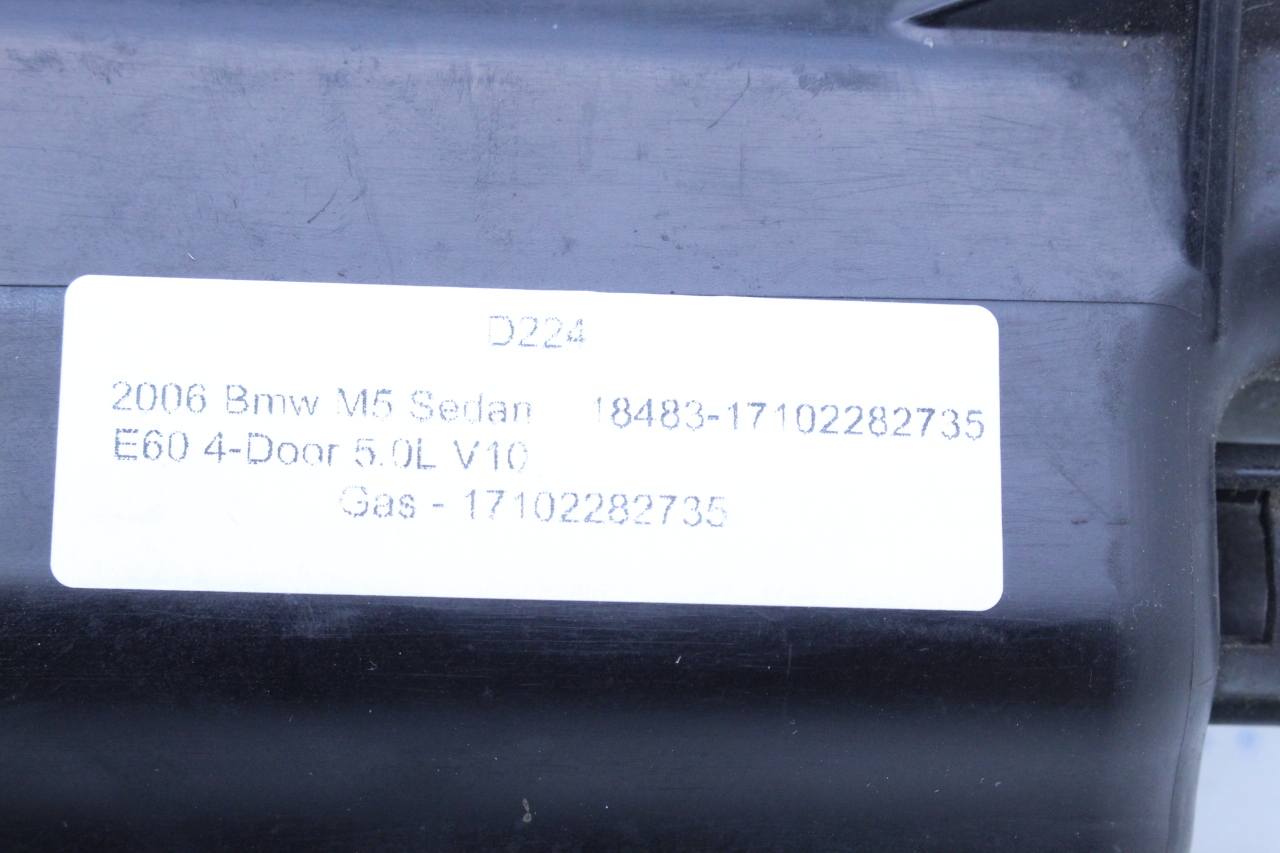 D224
2006 Bmw M5 Sedan 18483-17102282735
E60 4-Door 5.0L V10
Gas - 17102282735